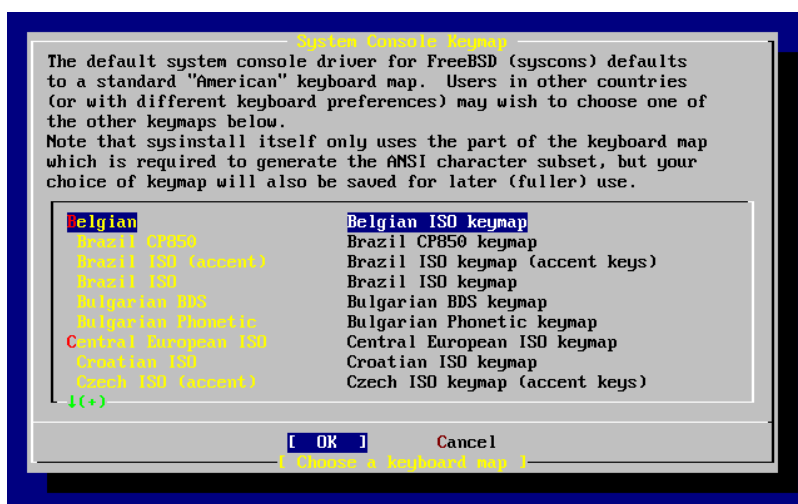 System Console Keymap
The default system console driver for FreeBSD (syscons) defaults
to a standard "American" keyboard map.  Users in other countries
(or with different keyboard preferences) may wish to choose one of
the other keymaps below.
Note that sysinstall itself only uses the part of the keyboard map
which is required to generate the ANSI character subset, but your
choice of keymap will also be saved for later (fuller) use.
Belgian Belgian ISO keymap
Brazil CP850 Brazil CP850 keymap
Brazil ISO (accent) Brazil ISO keymap (accent keys)
Brazil ISO Brazil ISO keymap
Bulgarian BDS Bulgarian BDS keymap
Bulgarian Phonetic Bulgarian Phonetic keymap
Central European ISO Central European ISO keymap
Croatian ISO Croatian ISO keymap
Czech ISO (accent) Czech ISO keymap (accent keys)
↓(+)
[ OK ] Cancel
[ Choose a keyboard map ]